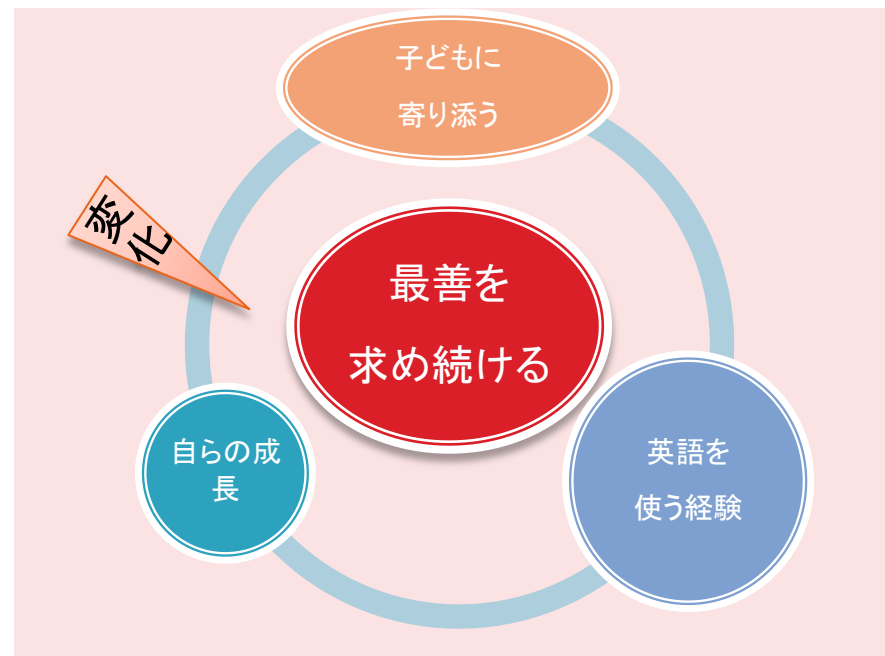 子どもに
寄り添う
変化
最善を
求め続ける
自らの成
長
英語を
使う経験